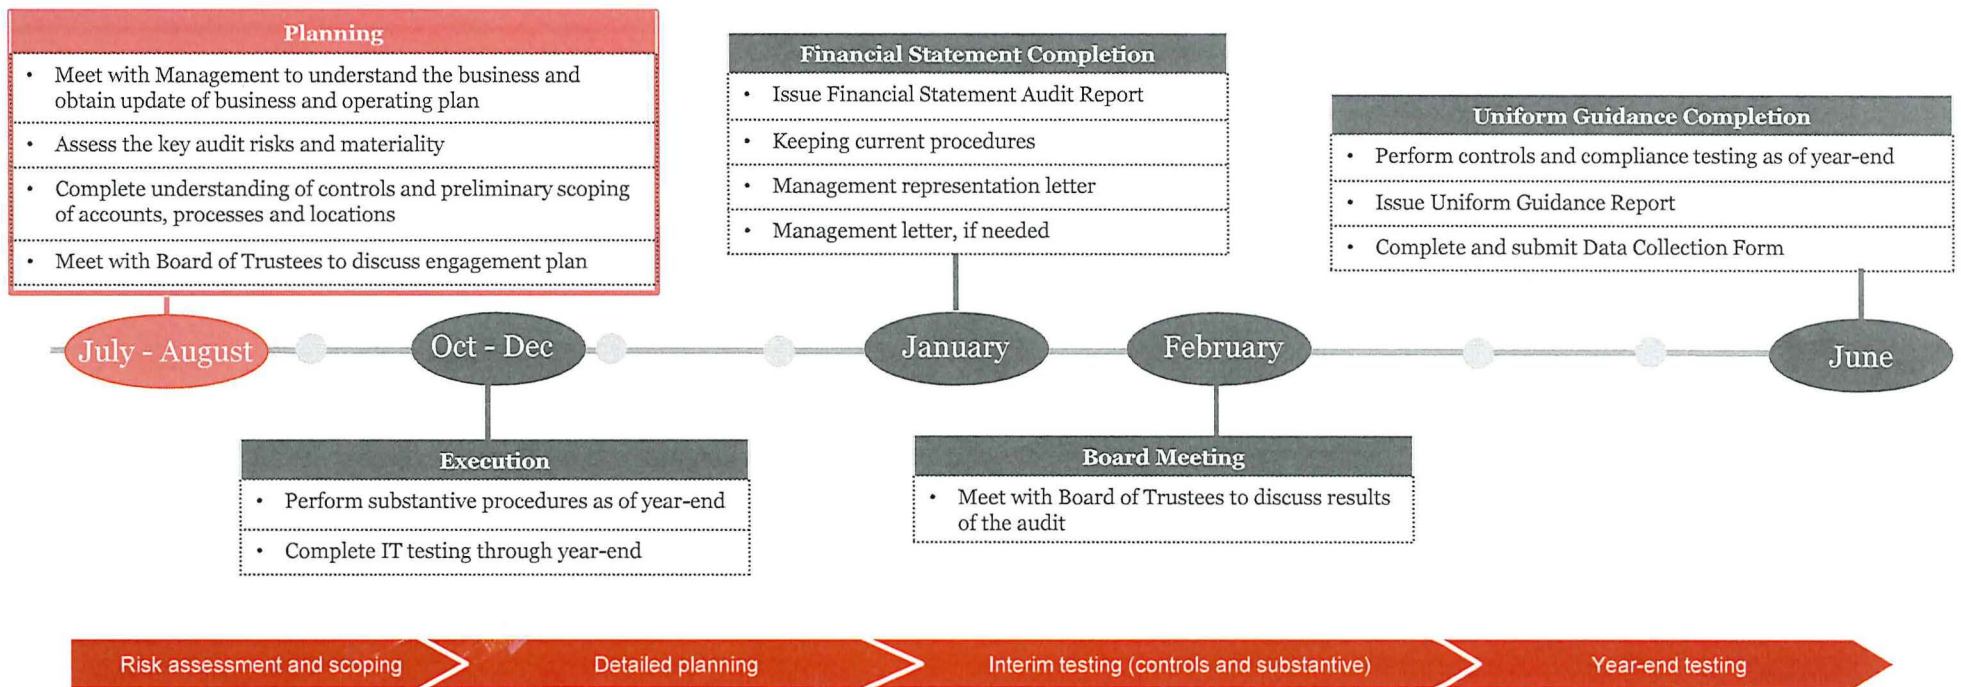 Planning
• Meet with Management to understand the business and
obtain update of business and operating plan
• Assess the key audit risks and materiality
• Complete understanding of controls and preliminary scoping
of accounts, processes and locations
• Meet with Board of Trustees to discuss engagement plan
Financial Statement Completion
• Issue Financial Statement Audit Report
• Keeping current procedures
• Management representation letter
• Management letter, if needed
Uniform Guidance Completion
• Perform controls and compliance testing as of year-end
• Issue Uniform Guidance Report
• Complete and submit Data Collection Form
July - August
Oct - Dec
January
February
June
Execution
• Perform substantive procedures as of year-end
• Complete IT testing through year-end
Board Meeting
• Meet with Board of Trustees to discuss results
of the audit
Risk assessment and scoping
Detailed planning
Interim testing (controls and substantive)
Year-end testing